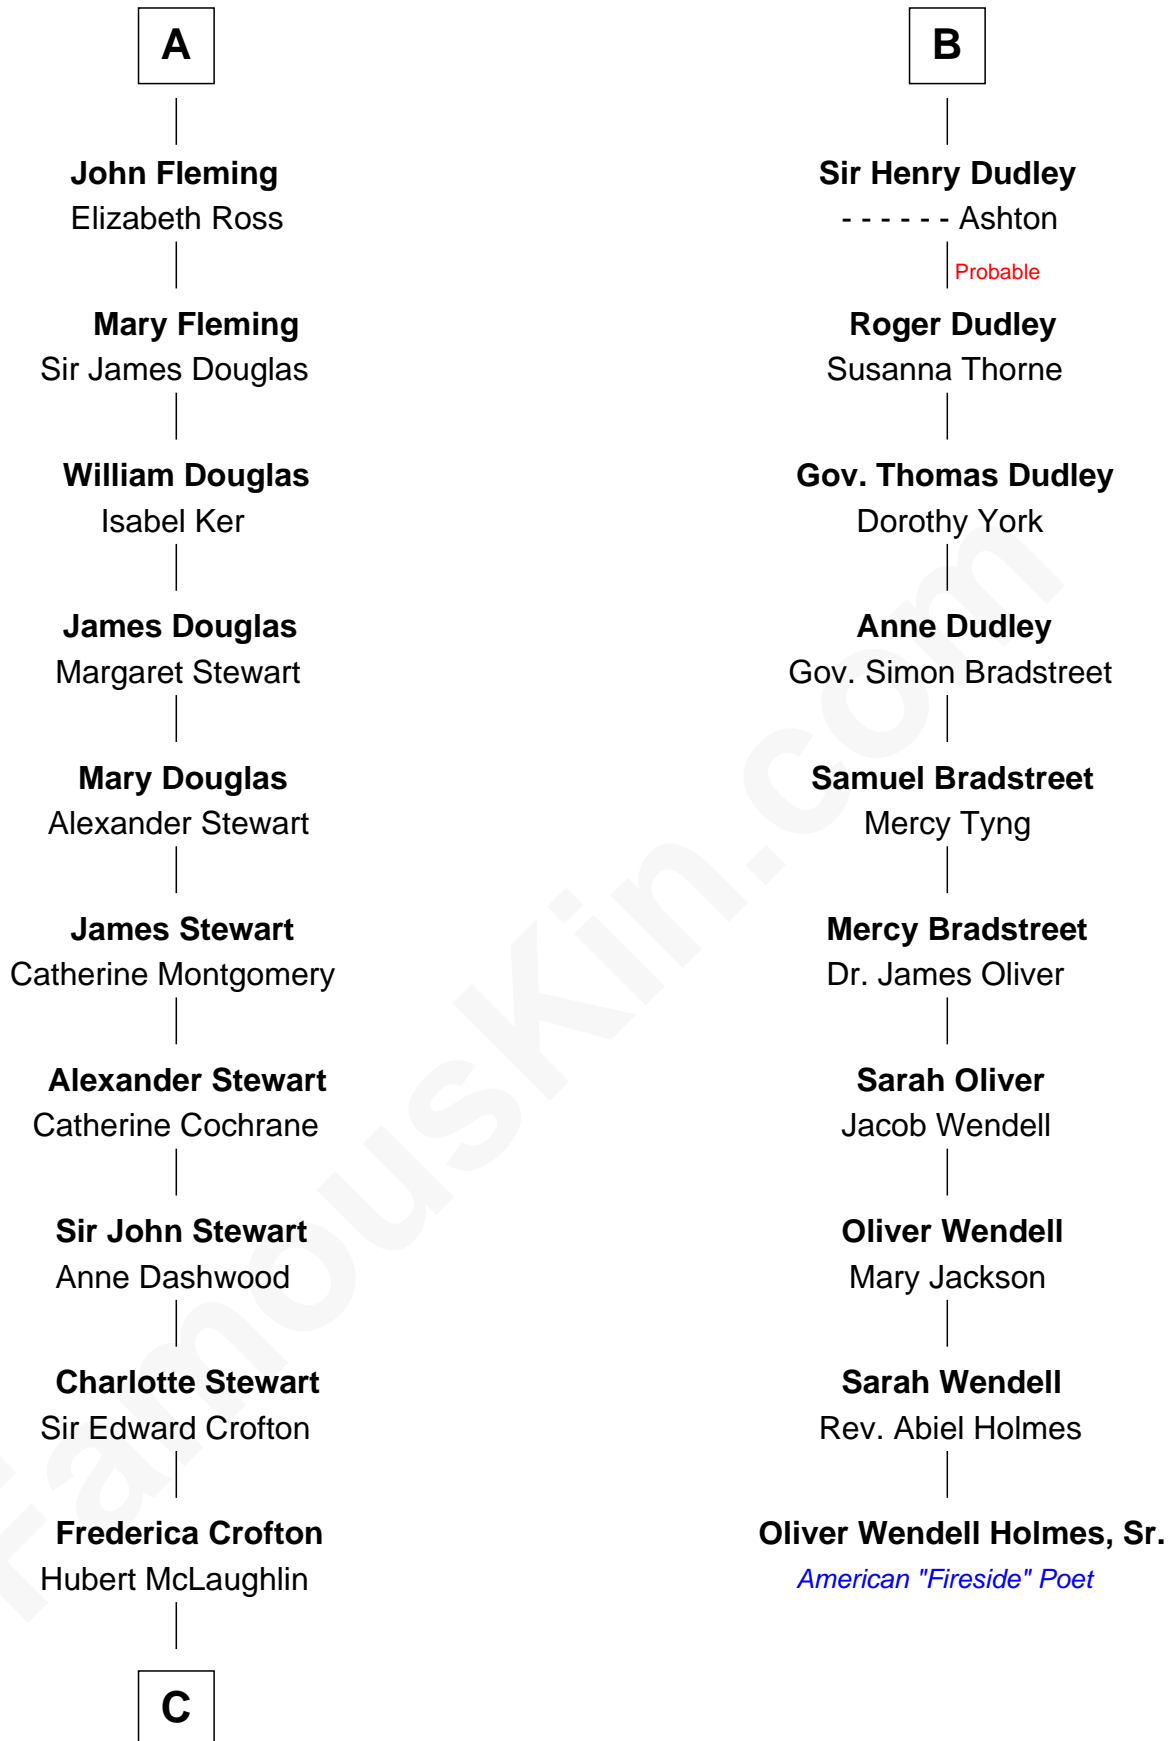 A
John Fleming
Elizabeth Ross
Mary Fleming
Sir James Douglas
William Douglas
Isabel Ker
James Douglas
Margaret Stewart
Mary Douglas
Alexander Stewart
James Stewart
Catherine Montgomery
Alexander Stewart
Catherine Cochrane
Sir John Stewart
Anne Dashwood
Charlotte Stewart
Sir Edward Crofton
Frederica Crofton
Hubert McLaughlin
C
B
Sir Henry Dudley
- - - - - - Ashton
Probable
Roger Dudley
Susanna Thorne
Gov. Thomas Dudley
Dorothy York
Anne Dudley
Gov. Simon Bradstreet
Samuel Bradstreet
Mercy Tyng
Mercy Bradstreet
Dr. James Oliver
Sarah Oliver
Jacob Wendell
Oliver Wendell
Mary Jackson
Sarah Wendell
Rev. Abiel Holmes
Oliver Wendell Holmes, Sr.
American "Fireside" Poet
FamousKin.com